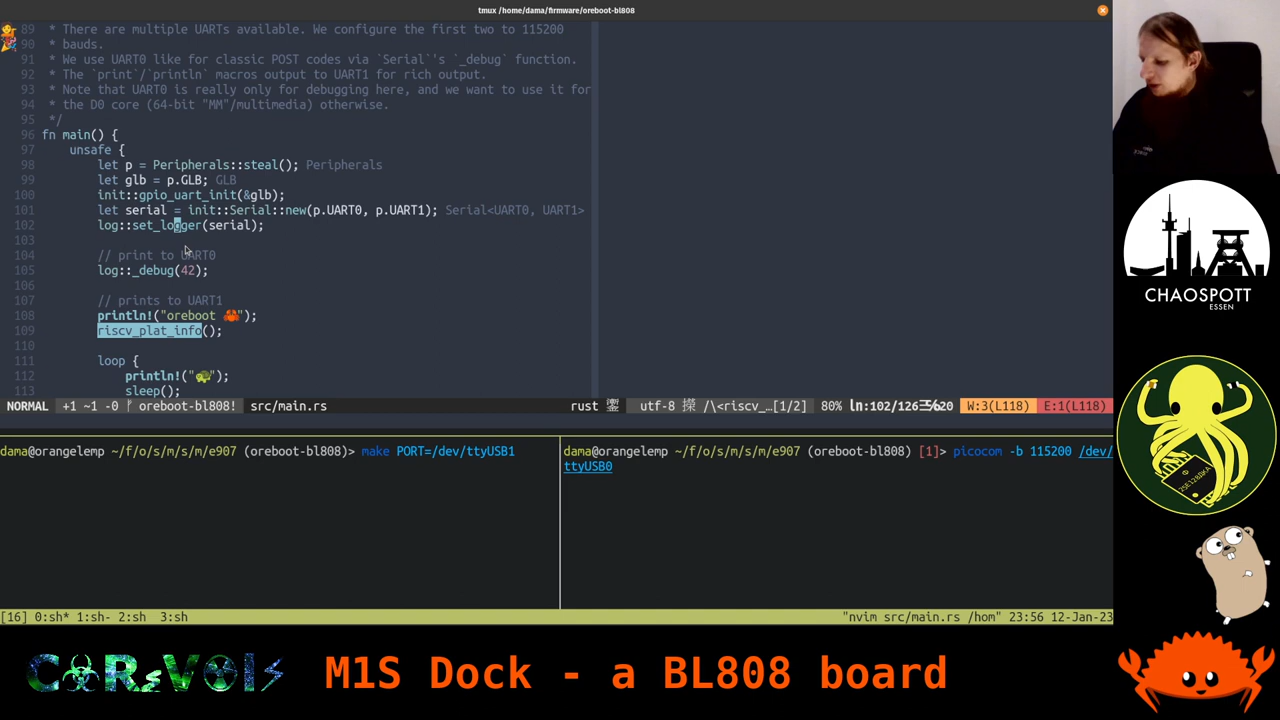 tmux /home/dama/firmware/oreboot-bl808
89 * There are multiple UARTs available. We configure the first two to 115200
90 * bauds.
91 * We use UART0 like for classic POST codes via `Serial`'s `_debug` function.
92 * The `print`/`println` macros output to UART1 for rich output.
93 * Note that UART0 is really only for debugging here, and we want to use it for
94 * the D0 core (64-bit "MM"/multimedia) otherwise.
95 */
96 fn main() {
97 unsafe {
98 let p = Peripherals::steal(); Peripherals
99 let glb = p.GLB; GLB
100 init::gpio_uart_init(&glb);
101 let serial = init::Serial::new(p.UART0, p.UART1); Serial<UART0, UART1>
102 log::set_logger(serial);
103
104 // print to UART0
105 log::_debug(42);
106
107 // prints to UART1
108 println!("oreboot 🦀");
109 riscv_plat_info();
110
111 loop {
112 println!("🐢");
113 sleep();
NORMAL +1 ~1 -0 oreboot-bl808! src/main.rs rust utf-8 /\<riscv_…[1/2] 80% ln:102/126 W:3(L118) E:1(L118)
dama@orangelemp ~/f/o/s/m/s/m/e907 (oreboot-bl808)> make PORT=/dev/ttyUSB1
dama@orangelemp ~/f/o/s/m/s/m/e907 (oreboot-bl808) [1]> picocom -b 115200 /dev/
ttyUSB0
[16] 0:sh* 1:sh- 2:sh 3:sh "nvim src/main.rs /hom" 23:56 12-Jan-23
CHAOSPOTT
ESSEN
M1S Dock - a BL808 board